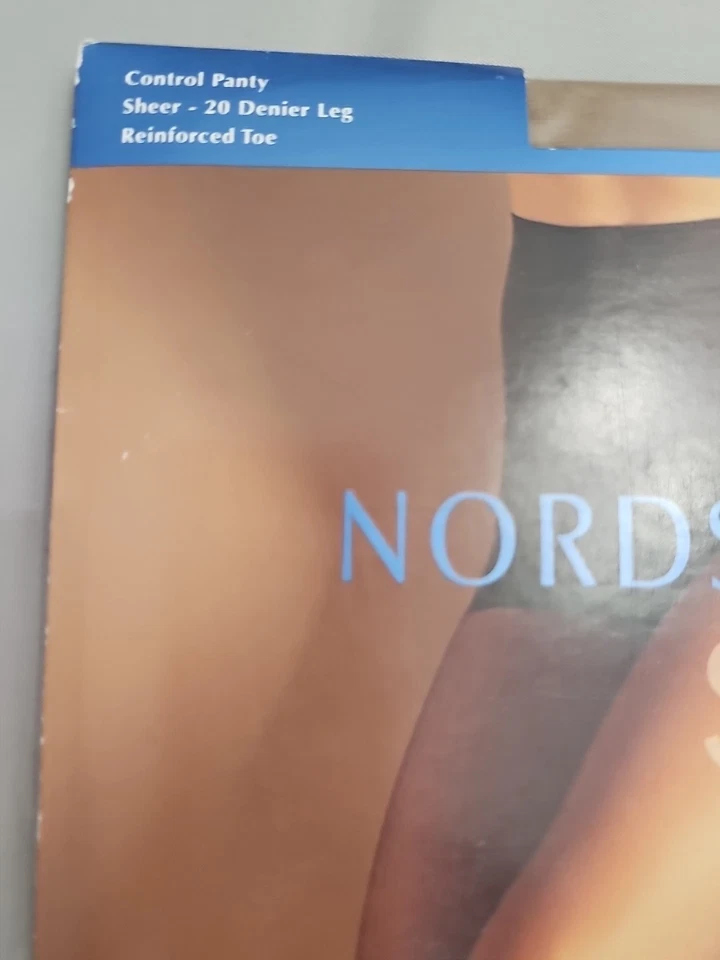 Control Panty
Sheer - 20 Denier Leg
Reinforced Toe
NORDS
S